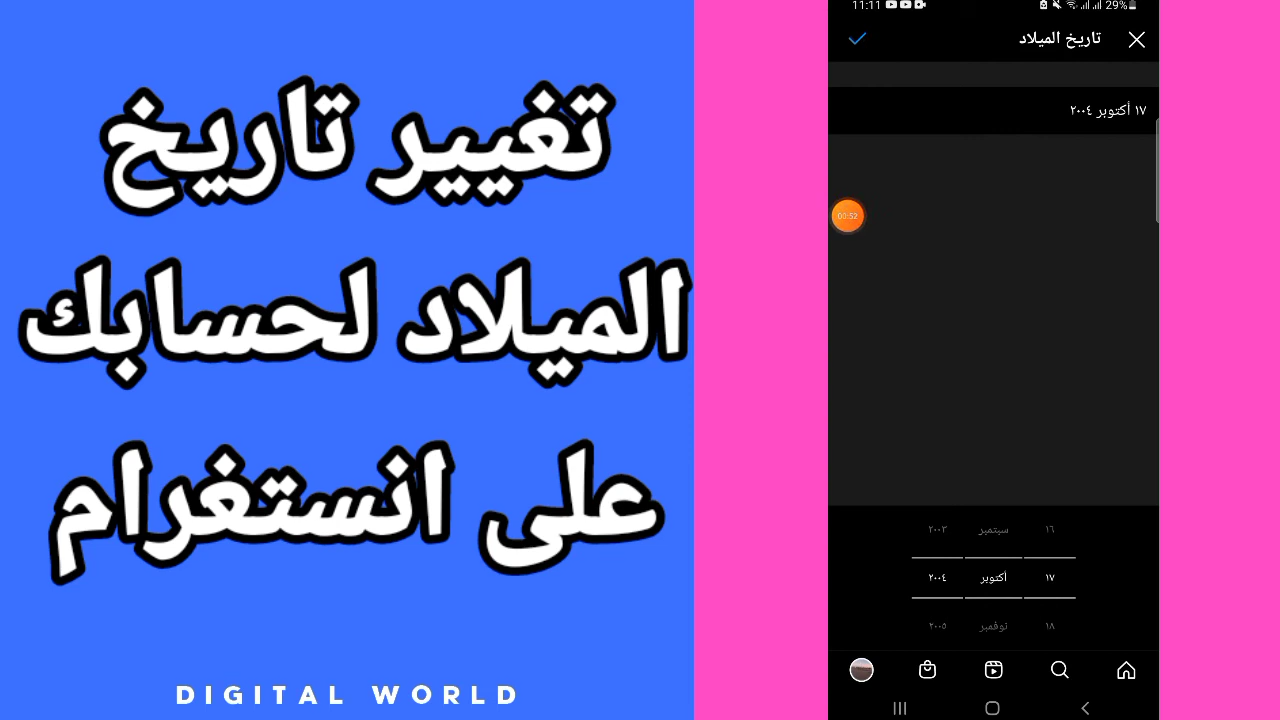 تغيير تاريخ
الميلاد لحسابك
على انستغرام
DIGITAL WORLD
11:11
29%
تاريخ الميلاد
١٧ أكتوبر ٢٠٠٤
00:52
١٦ سبتمبر ٢٠٠٣
١٧ أكتوبر ٢٠٠٤
١٨ نوفمبر ٢٠٠٥